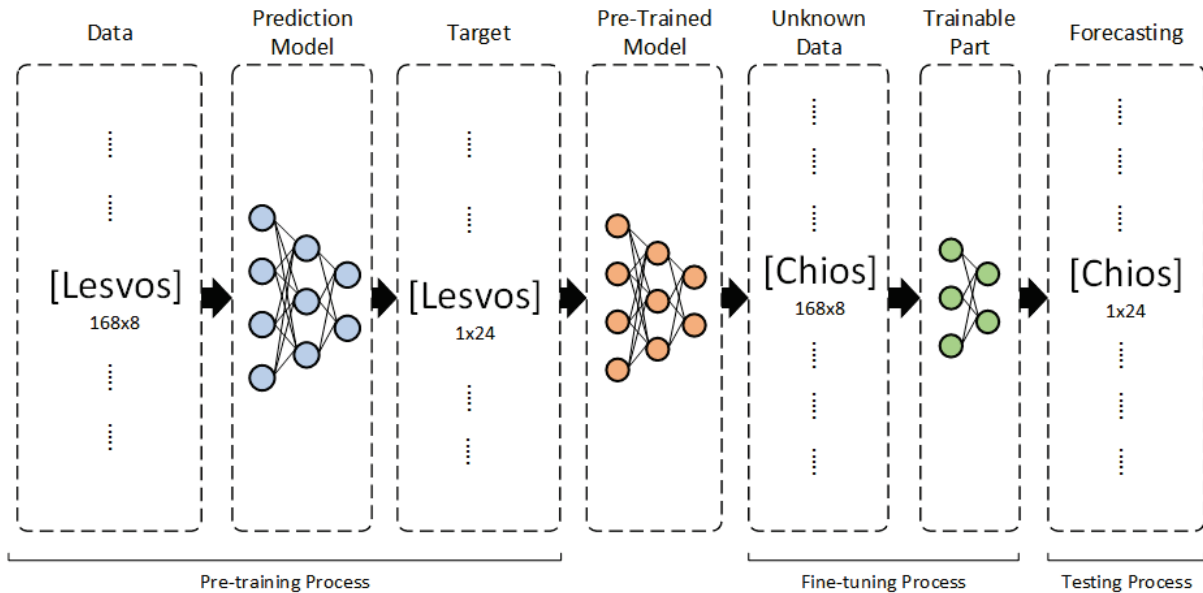 Data
Prediction
Model
Target
Pre-Trained
Model
Unknown
Data
Trainable
Part
Forecasting
[Lesvos]
168x8
[Lesvos]
1x24
[Chios]
168x8
[Chios]
1x24
Pre-training Process
Fine-tuning Process
Testing Process